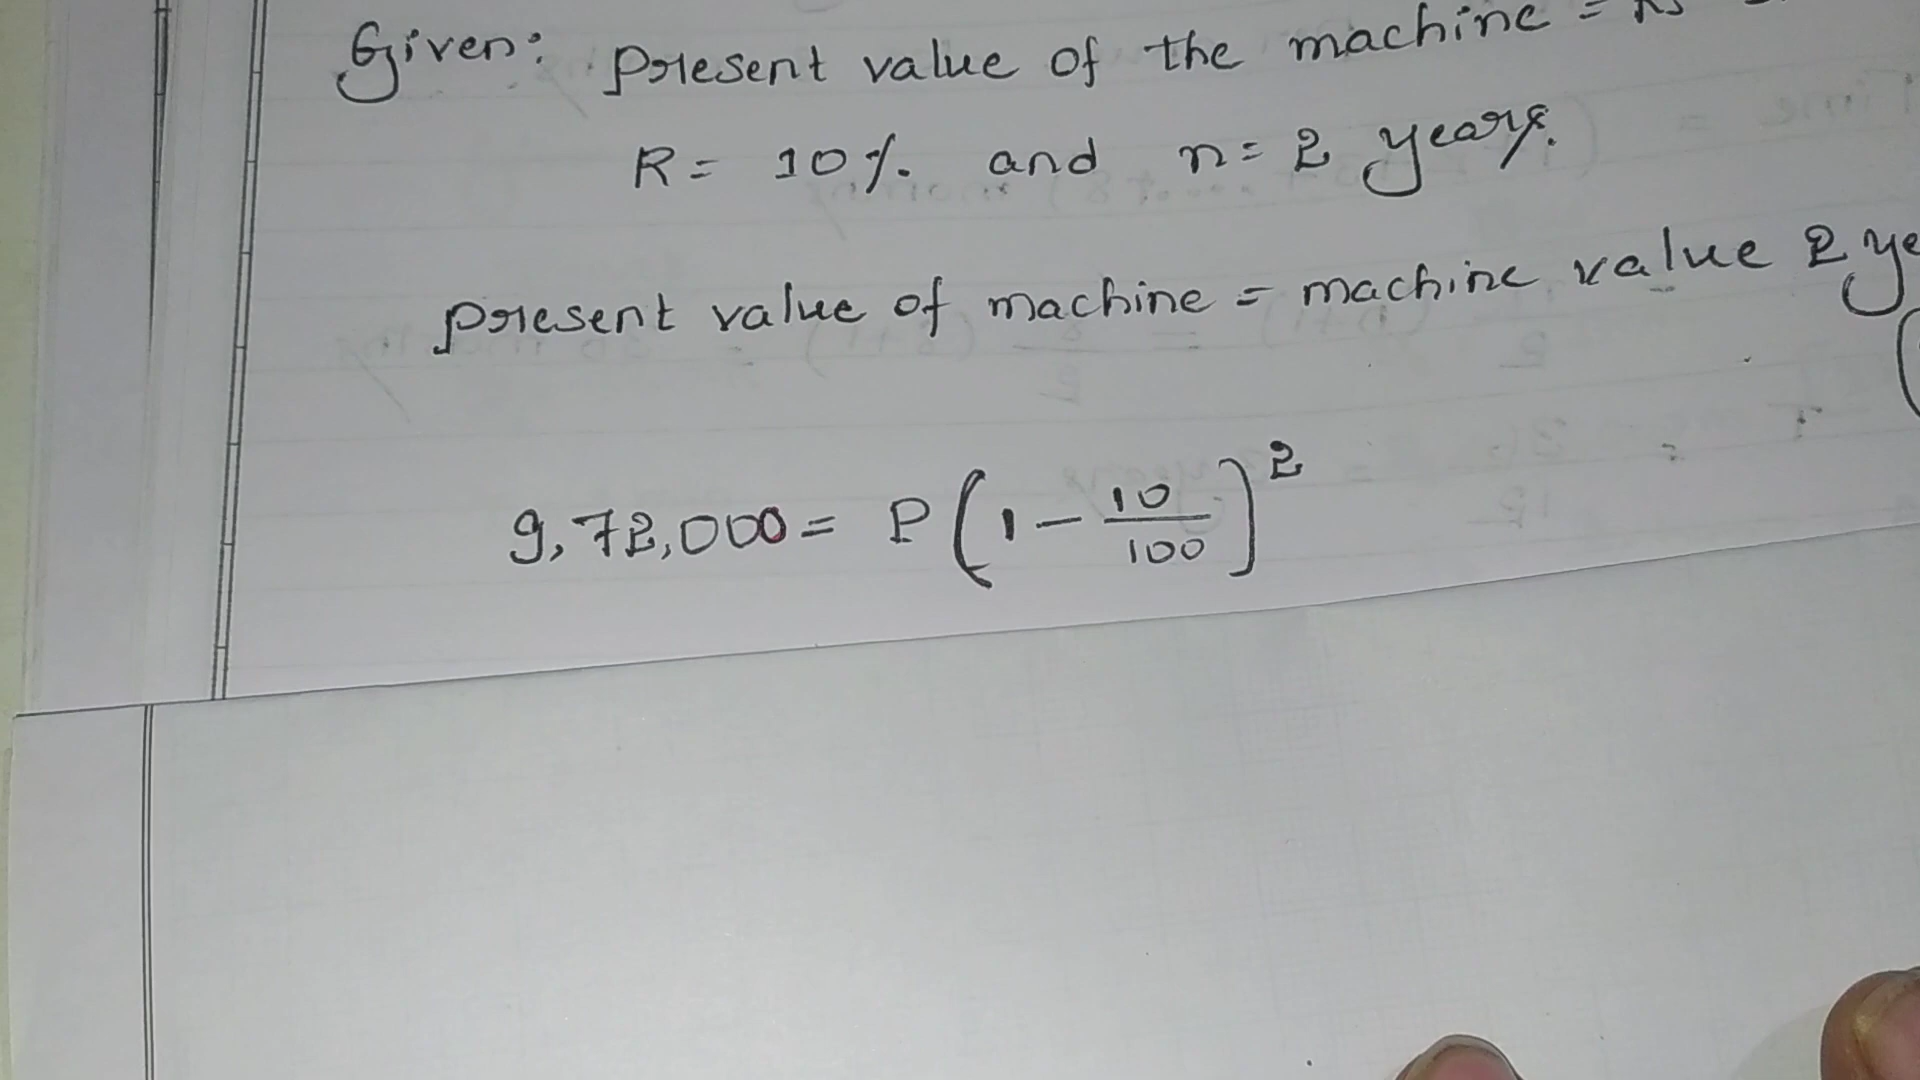 Given: present value of the machine =
R = 10%. and n = 2 years.
present value of machine = machine value 2
9,72,000 = P(1 - 10/100)^2